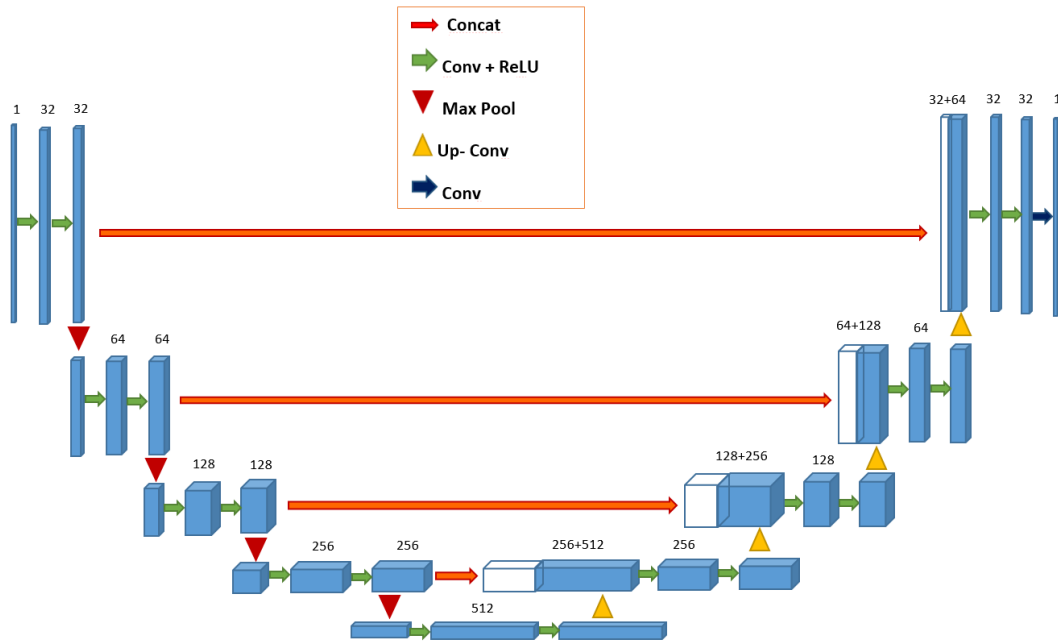 Concat
Conv + ReLU
Max Pool
Up- Conv
Conv
1 32 32
32+64 32 32 1
64 64
64+128 64
128 128
128+256 128
256 256 256+512 256
512